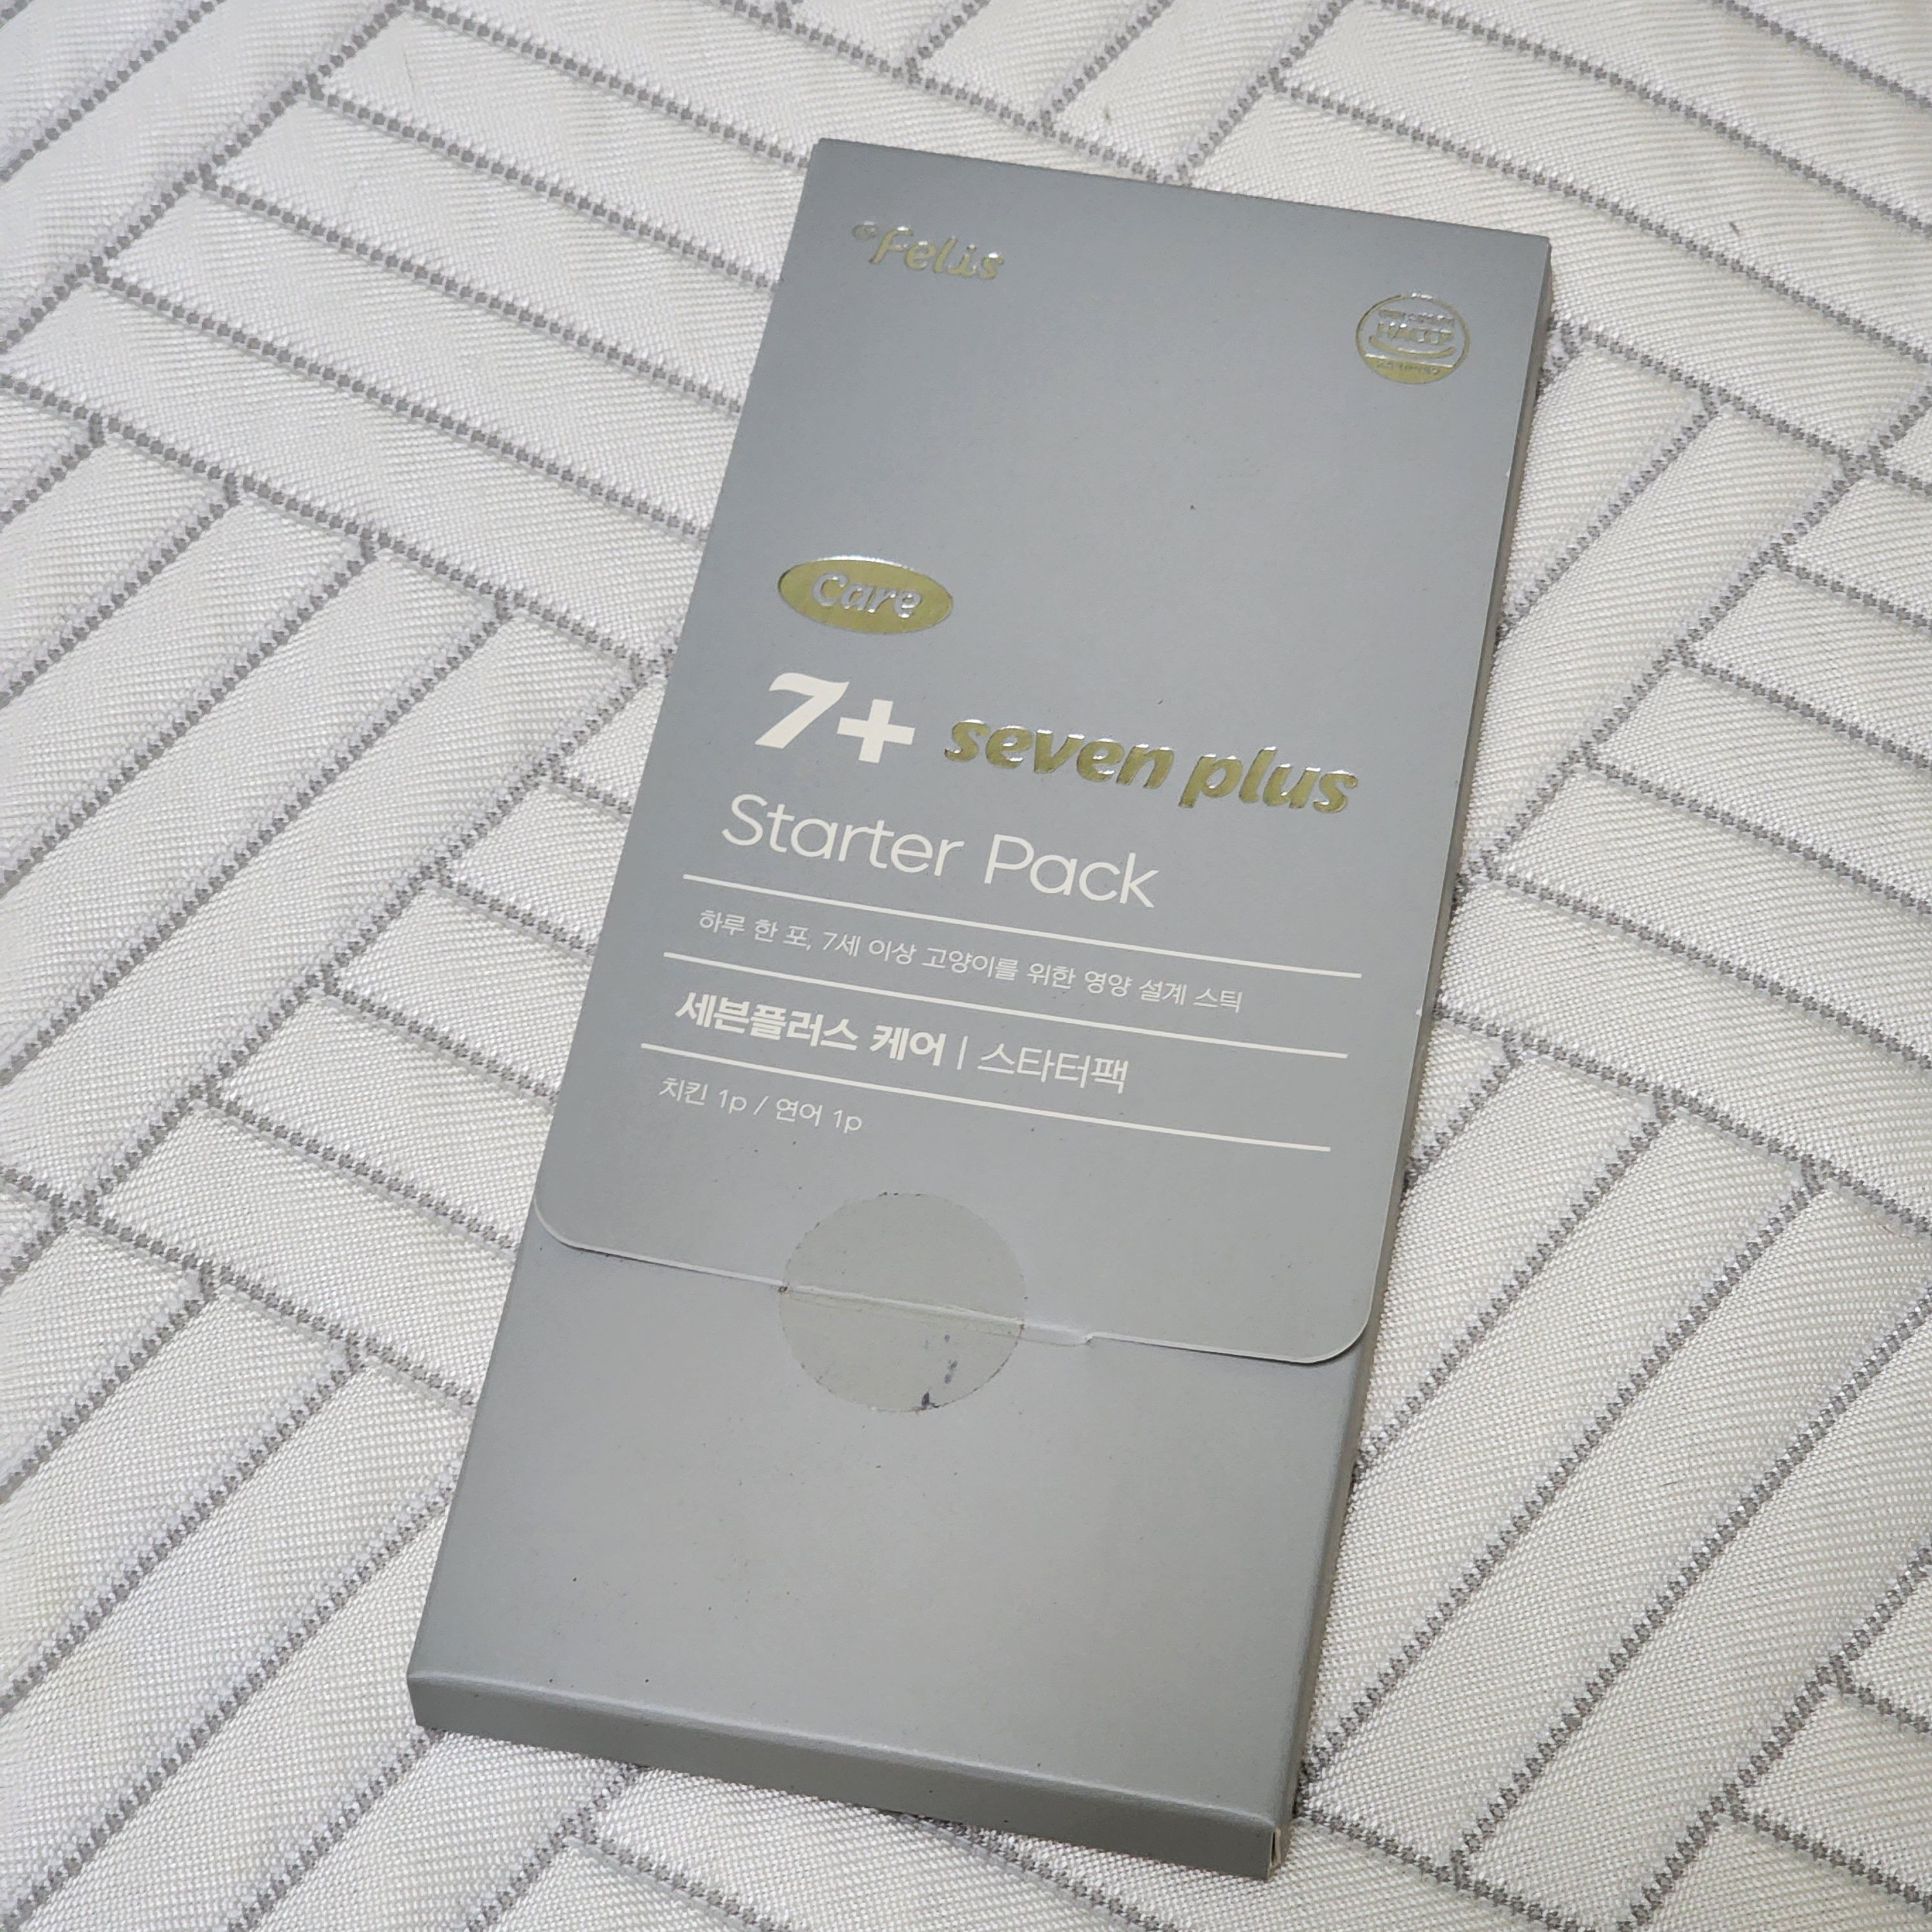 Felis
HACCP
Care
7+ seven plus
Starter Pack
하루 한 포, 7세 이상 고양이를 위한 영양 설계 스틱
세븐플러스 케어 | 스타터팩
치킨 1p / 연어 1p